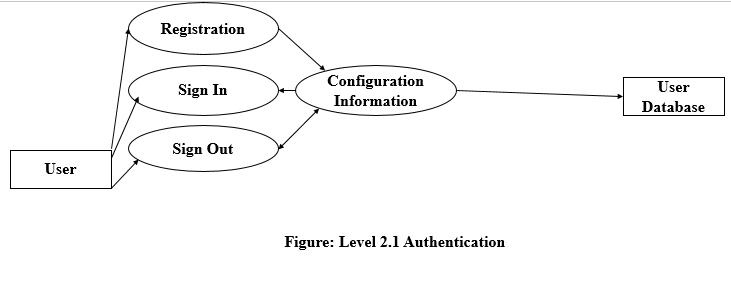 Registration
Sign In
Configuration
Information
User
Database
Sign Out
User
Figure: Level 2.1 Authentication